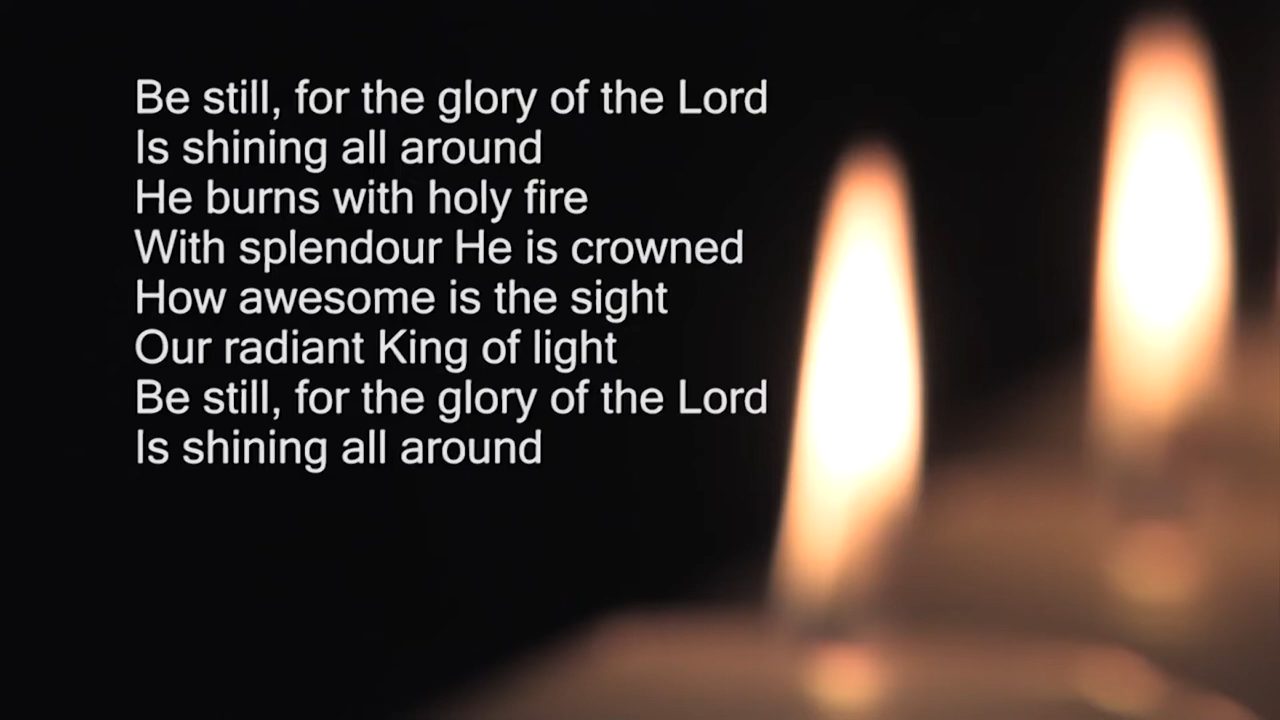 Be still, for the glory of the Lord
Is shining all around
He burns with holy fire
With splendour He is crowned
How awesome is the sight
Our radiant King of light
Be still, for the glory of the Lord
Is shining all around